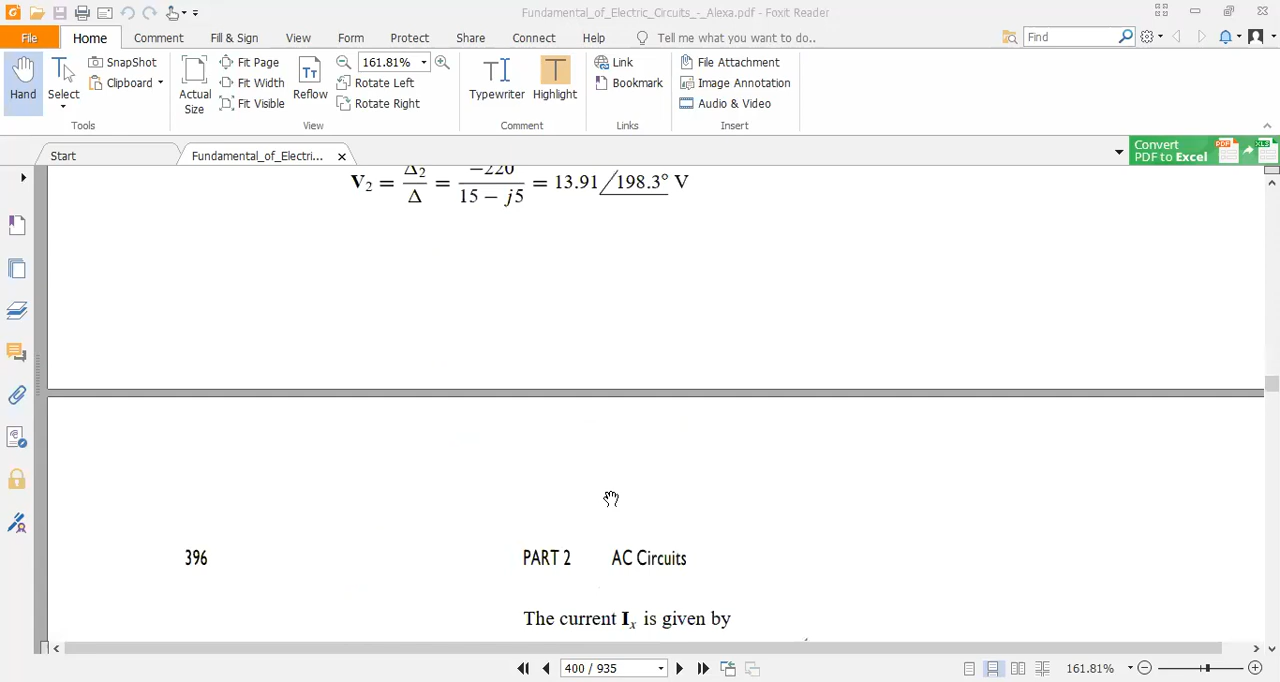 Fundamental_of_Electric_Circuits_-_Alexa.pdf - Foxit Reader
File Home Comment Fill & Sign View Form Protect Share Connect Help Tell me what you want to do.. Find
Hand
Select
SnapShot
Clipboard
Tools
Actual Size
Fit Page
Fit Width
Fit Visible
Reflow
161.81%
Rotate Left
Rotate Right
View
Typewriter
Highlight
Comment
Link
Bookmark
Links
File Attachment
Image Annotation
Audio & Video
Insert
Start
Fundamental_of_Electri...
Convert
PDF to Excel
V₂ = Δ₂/Δ = −220/(15 − j5) = 13.91∠198.3° V
396 PART 2 AC Circuits
The current Iₓ is given by
400 / 935
161.81%